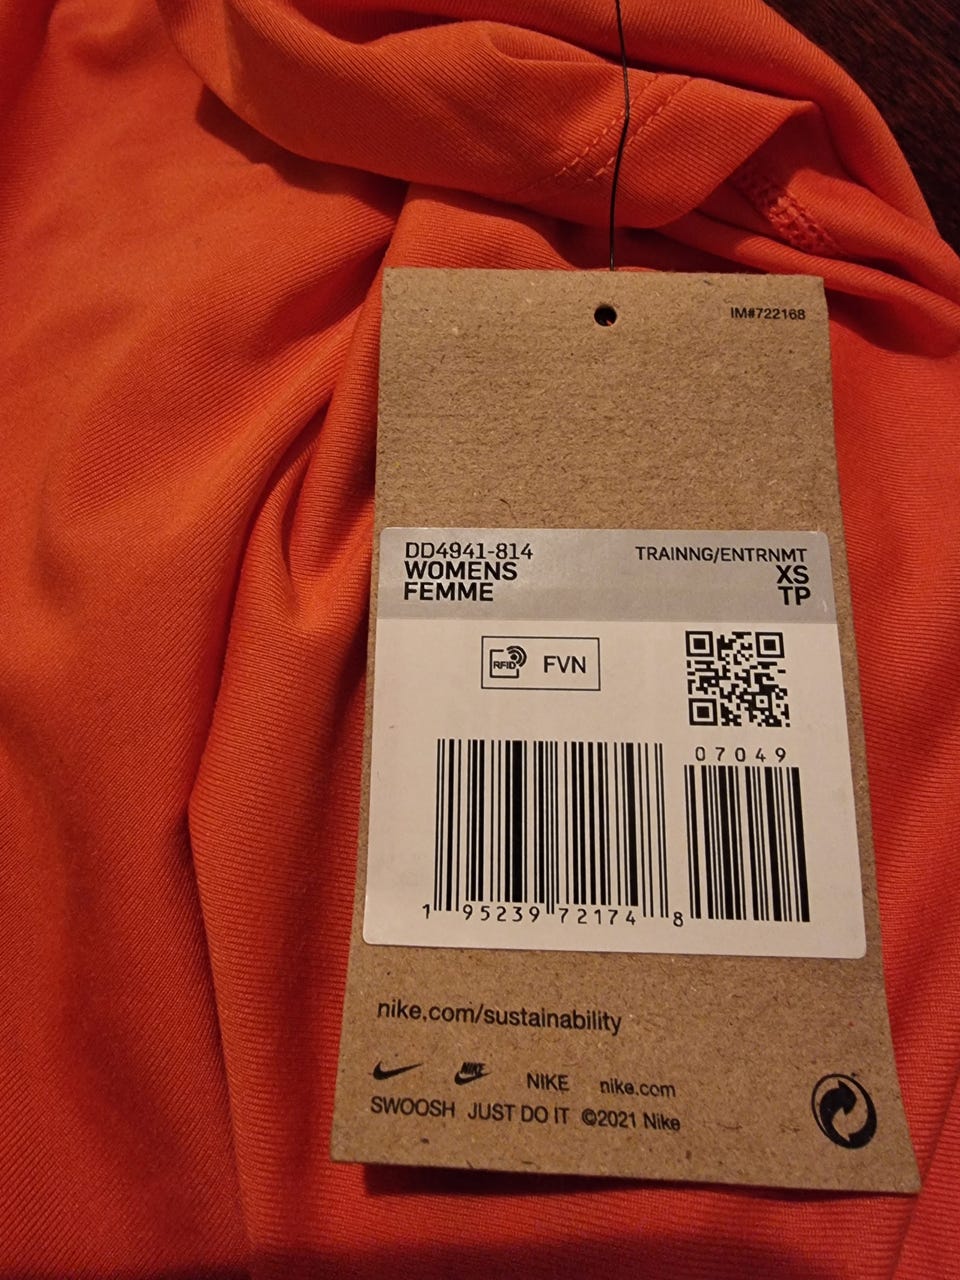 IM#722168
DD4941-814
WOMENS
FEMME
TRAINNG/ENTRNMT
XS
TP
RFID FVN
07049
1 95239 72174 8
nike.com/sustainability
NIKE NIKE nike.com
SWOOSH JUST DO IT ©2021 Nike